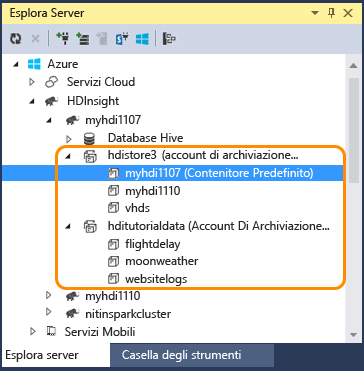 Esplora Server
Azure
Servizi Cloud
HDInsight
myhdi1107
Database Hive
hdistore3 (account di archiviazione...
myhdi1107 (Contenitore Predefinito)
myhdi1110
vhds
hditutorialdata (Account Di Archiviazione...
flightdelay
moonweather
websitelogs
myhdi1110
nitinsparkcluster
Servizi Mobili
Esplora server Casella degli strumenti